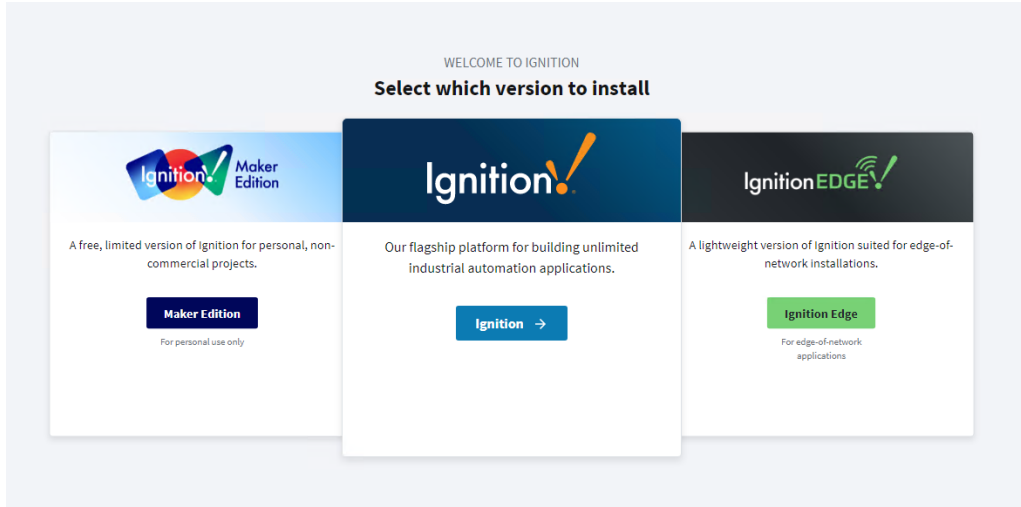 WELCOME TO IGNITION
Select which version to install
Ignition!
Maker
Edition
A free, limited version of Ignition for personal, non-
commercial projects.
Maker Edition
For personal use only
Ignition!
Our flagship platform for building unlimited
industrial automation applications.
Ignition →
Ignition EDGE!
A lightweight version of Ignition suited for edge-of-
network installations.
Ignition Edge
For edge-of-network
applications